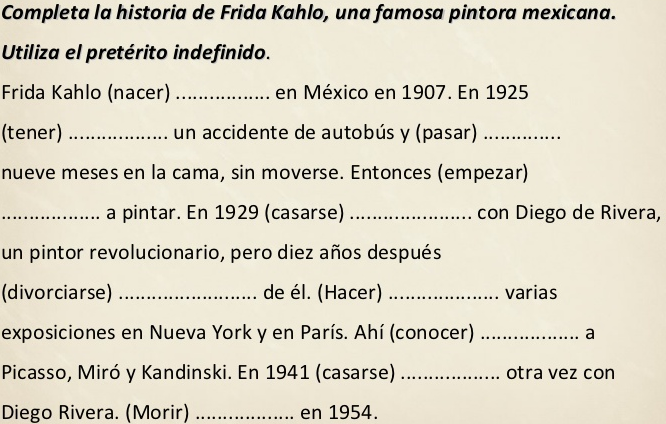 Completa la historia de Frida Kahlo, una famosa pintora mexicana.
Utiliza el pretérito indefinido.
Frida Kahlo (nacer) ................. en México en 1907. En 1925
(tener) .................. un accidente de autobús y (pasar) ..............
nueve meses en la cama, sin moverse. Entonces (empezar)
.................. a pintar. En 1929 (casarse) ...................... con Diego de Rivera,
un pintor revolucionario, pero diez años después
(divorciarse) ......................... de él. (Hacer) .................... varias
exposiciones en Nueva York y en París. Ahí (conocer) .................. a
Picasso, Miró y Kandinski. En 1941 (casarse) .................. otra vez con
Diego Rivera. (Morir) .................. en 1954.